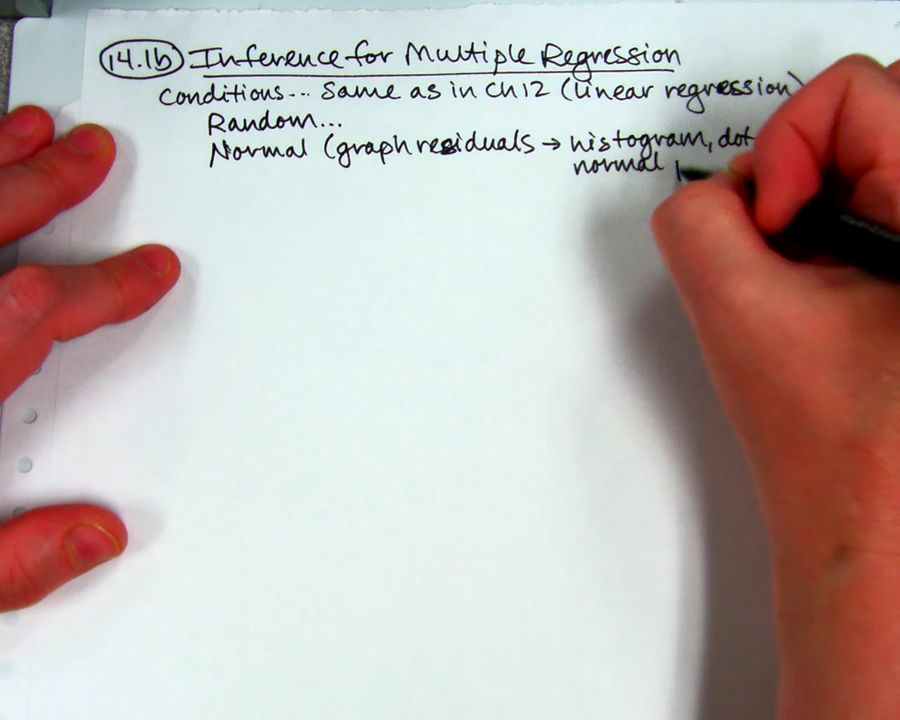 14.1b Inference for Multiple Regression
Conditions... Same as in Ch12 (Linear regression)
Random...
Normal (graph residuals → histogram, dot
normal